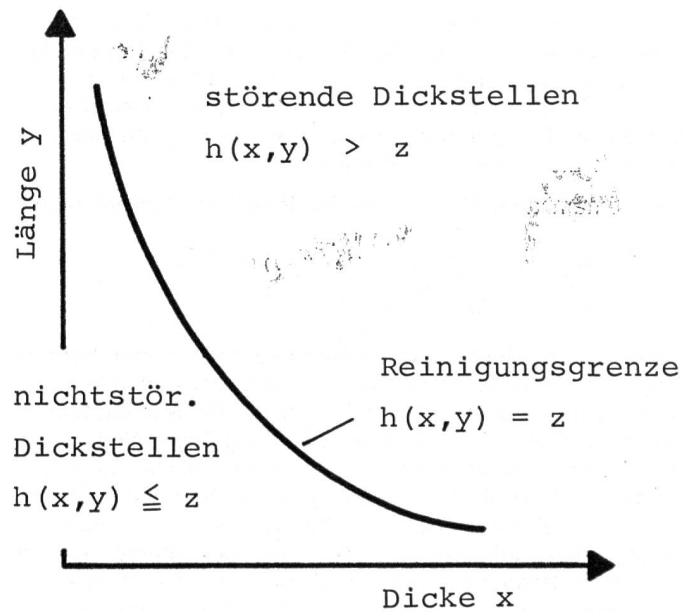 Länge y
störende Dickstellen
h(x,y) > z
Reinigungsgrenze
h(x,y) = z
nichtstör.
Dickstellen
h(x,y) ≦ z
Dicke x